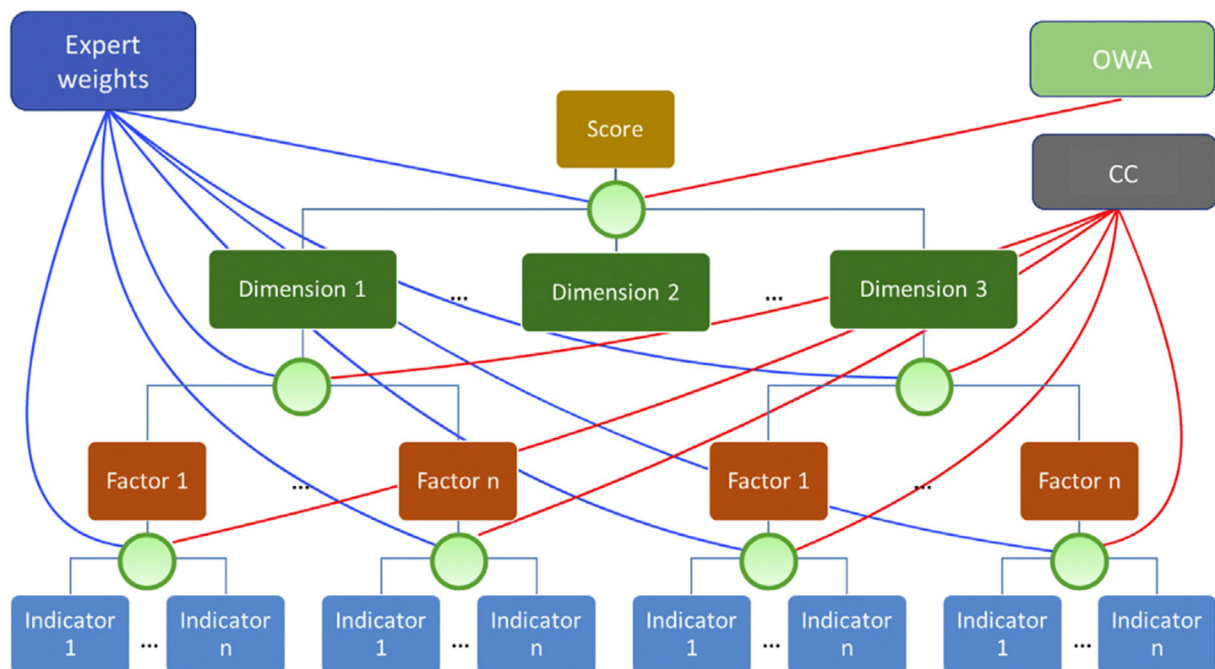 Expert
weights
OWA
Score
CC
Dimension 1
...
Dimension 2
...
Dimension 3
Factor 1
...
Factor n
Factor 1
...
Factor n
Indicator
1
...
Indicator
n
Indicator
1
...
Indicator
n
Indicator
1
...
Indicator
n
Indicator
1
...
Indicator
n